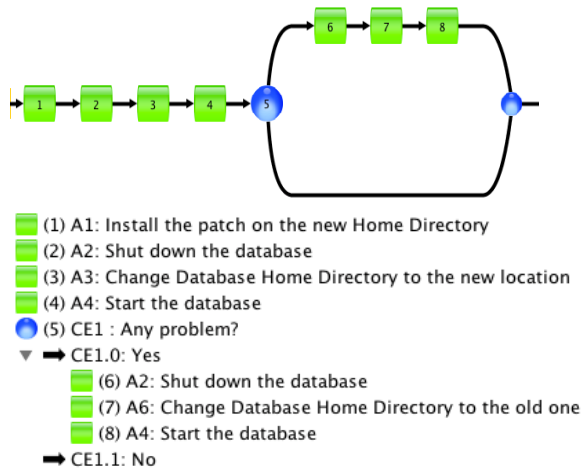 6 7 8
1 2 3 4 5
(1) A1: Install the patch on the new Home Directory
(2) A2: Shut down the database
(3) A3: Change Database Home Directory to the new location
(4) A4: Start the database
(5) CE1 : Any problem?
CE1.0: Yes
(6) A2: Shut down the database
(7) A6: Change Database Home Directory to the old one
(8) A4: Start the database
CE1.1: No